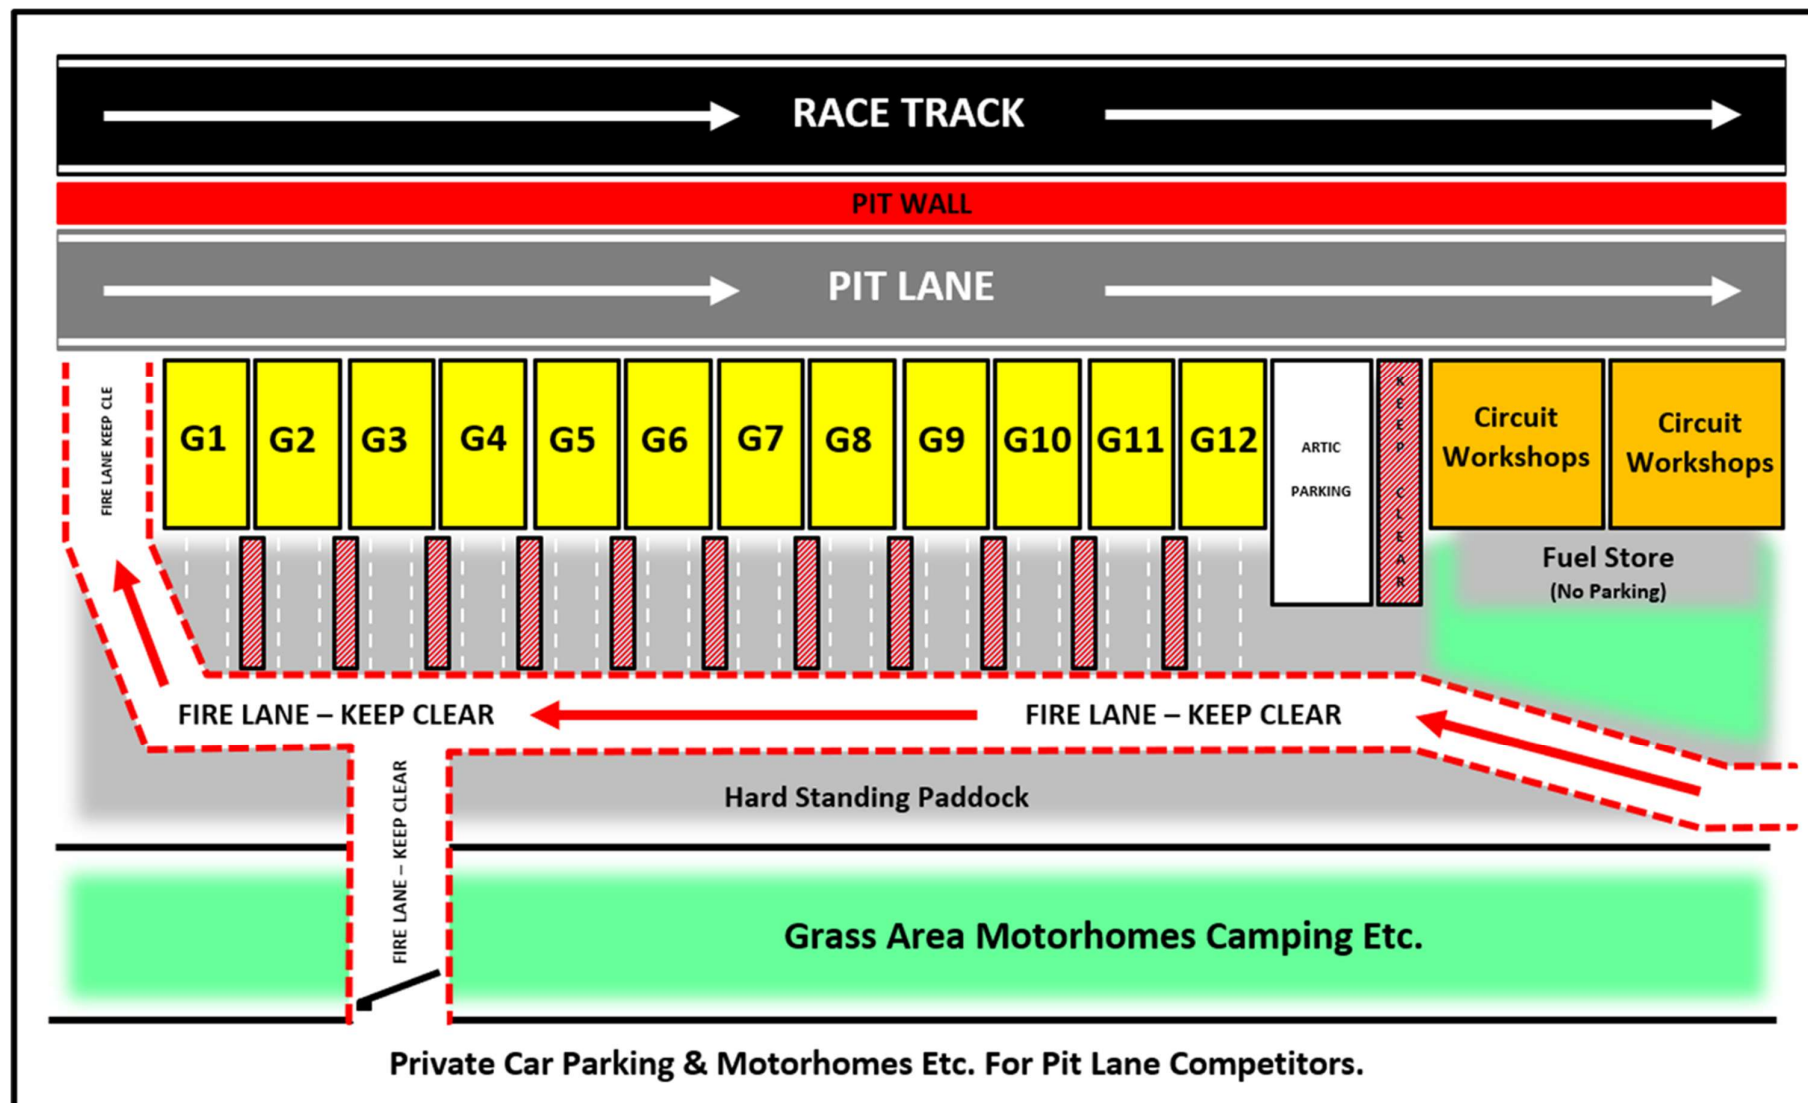 RACE TRACK
PIT WALL
PIT LANE
FIRE LANE KEEP CLE
G1 G2 G3 G4 G5 G6 G7 G8 G9 G10 G11 G12
ARTIC
PARKING
KEEP CLEAR
Circuit
Workshops
Circuit
Workshops
Fuel Store
(No Parking)
FIRE LANE – KEEP CLEAR
FIRE LANE – KEEP CLEAR
FIRE LANE – KEEP CLEAR
Hard Standing Paddock
Grass Area Motorhomes Camping Etc.
Private Car Parking & Motorhomes Etc. For Pit Lane Competitors.